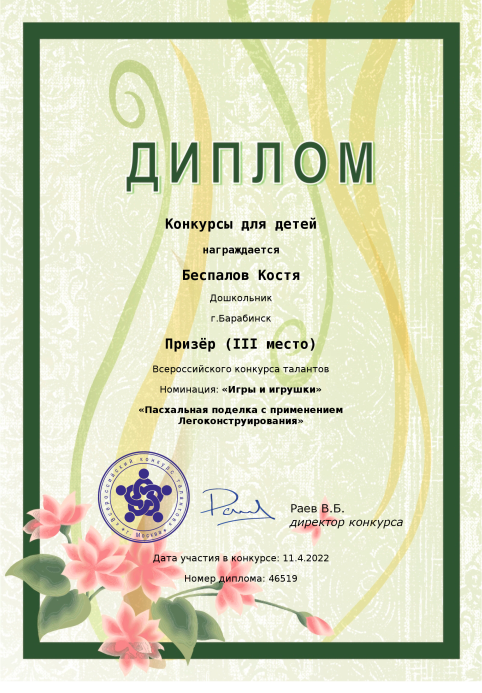 ДИПЛОМ
Конкурсы для детей
награждается
Беспалов Костя
Дошкольник
г.Барабинск
Призёр (III место)
Всероссийского конкурса талантов
Номинация: «Игры и игрушки»
«Пасхальная поделка с применением
Легоконструирования»
Всероссийский конкурс талантов
г. Москва
Раев В.Б.
директор конкурса
Дата участия в конкурсе: 11.4.2022
Номер диплома: 46519